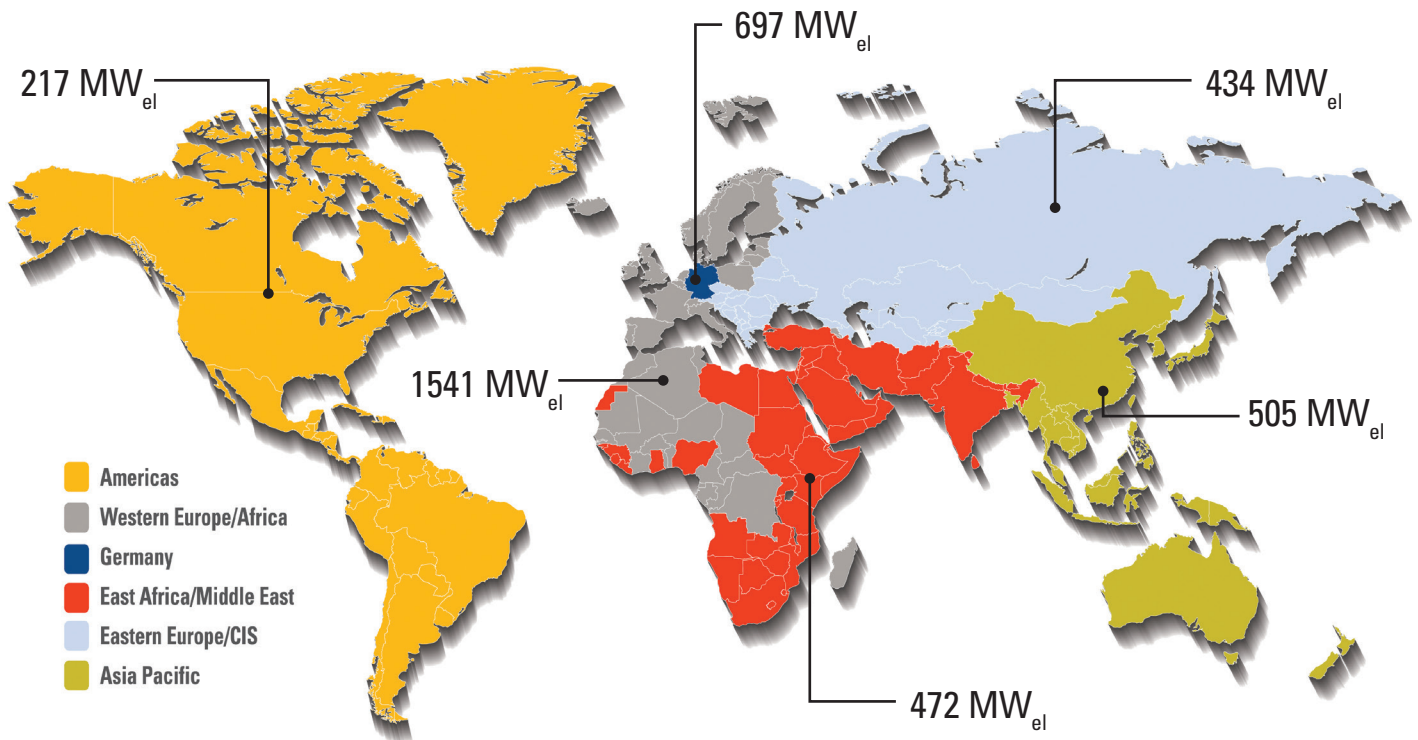 697 MWel
217 MWel
434 MWel
1541 MWel
505 MWel
Americas
Western Europe/Africa
Germany
East Africa/Middle East
Eastern Europe/CIS
Asia Pacific
472 MWel